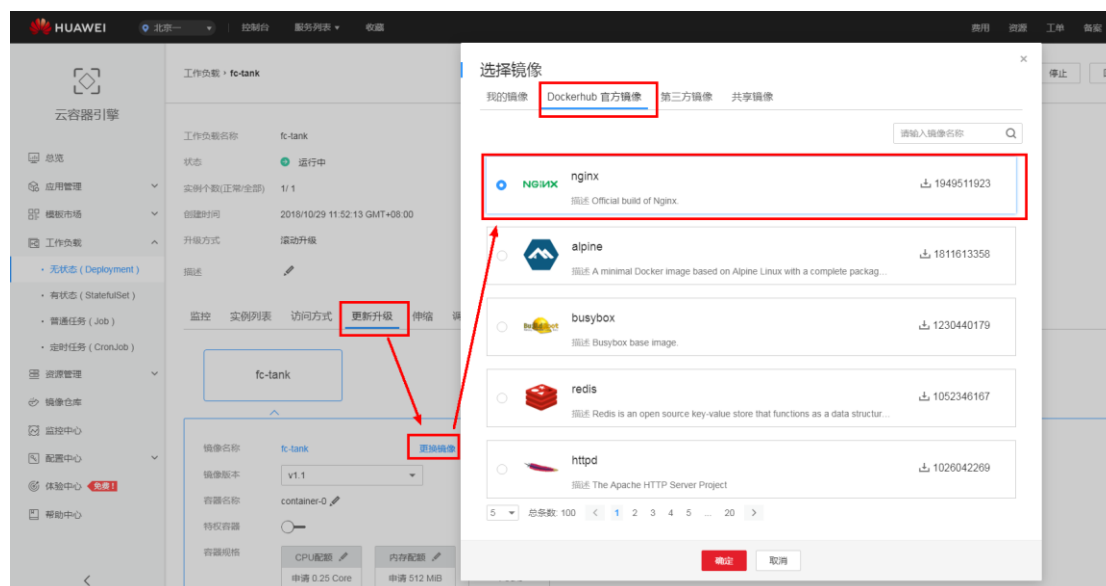 HUAWEI 北京一 控制台 服务列表 收藏 费用 资源 工单 备案
云容器引擎
总览
应用管理
模板市场
工作负载
无状态 ( Deployment )
有状态 ( StatefulSet )
普通任务 ( Job )
定时任务 ( CronJob )
资源管理
镜像仓库
监控中心
配置中心
体验中心 免费!
帮助中心
工作负载 › fc-tank
停止
工作负载名称 fc-tank
状态 运行中
实例个数(正常/全部) 1/ 1
创建时间 2018/10/29 11:52:13 GMT+08:00
升级方式 滚动升级
描述
监控 实例列表 访问方式 更新升级 伸缩
fc-tank
镜像名称 fc-tank 更换镜像
镜像版本 v1.1
容器名称 container-0
特权容器
容器规格 CPU配额 内存配额
申请 0.25 Core 申请 512 MiB
选择镜像 ×
我的镜像 Dockerhub 官方镜像 第三方镜像 共享镜像
请输入镜像名称
NGINX nginx 1949511923
描述 Official build of Nginx.
alpine 1811613358
描述 A minimal Docker image based on Alpine Linux with a complete packag...
busybox 1230440179
描述 Busybox base image.
redis 1052346167
描述 Redis is an open source key-value store that functions as a data structur...
httpd 1026042269
描述 The Apache HTTP Server Project
5 总条数: 100 < 1 2 3 4 5 ... 20 >
确定 取消